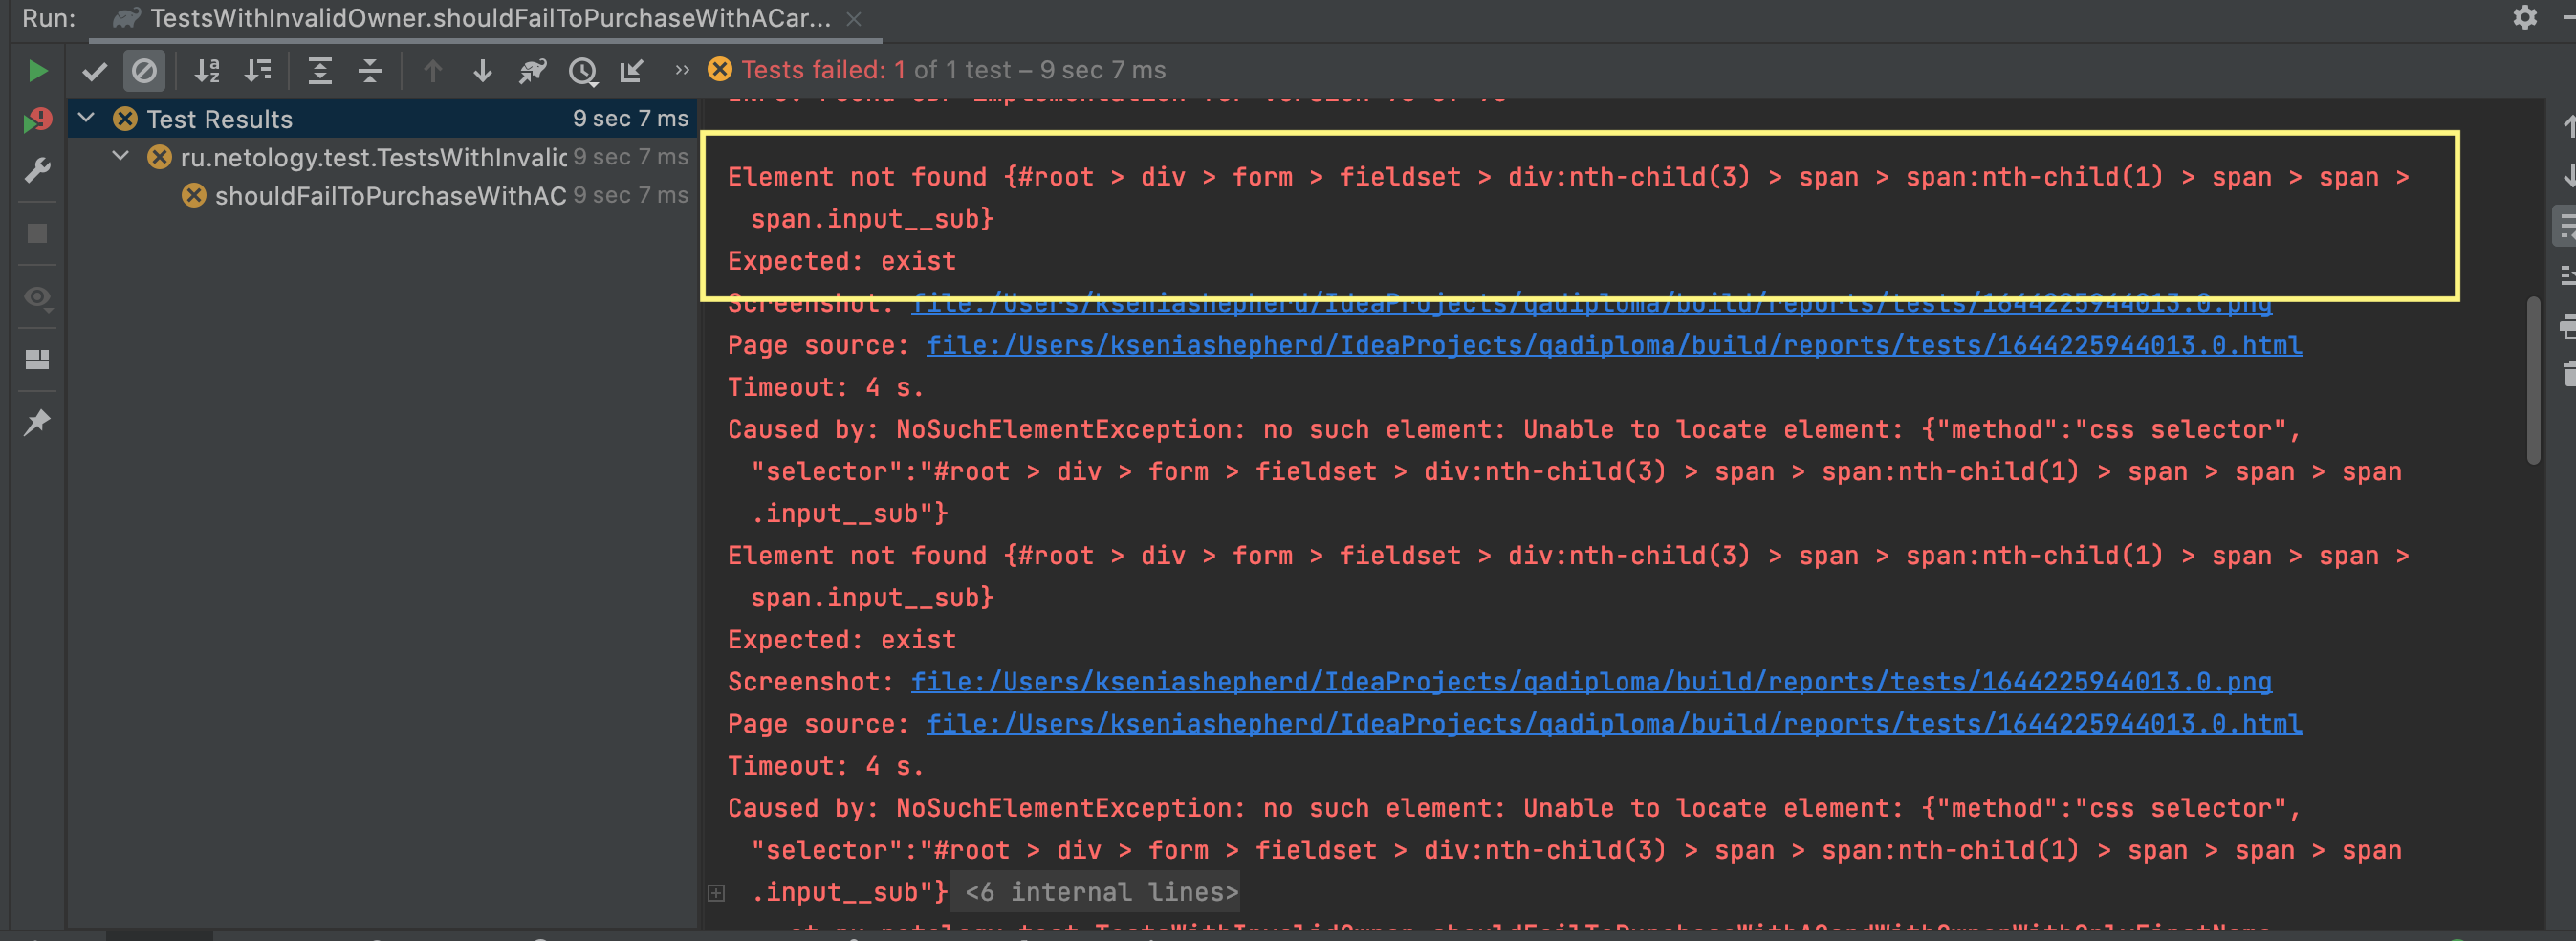 Run: TestsWithInvalidOwner.shouldFailToPurchaseWithACar...
Tests failed: 1 of 1 test – 9 sec 7 ms
Test Results 9 sec 7 ms
ru.netology.test.TestsWithInvalid 9 sec 7 ms
shouldFailToPurchaseWithAC 9 sec 7 ms
Element not found {#root > div > form > fieldset > div:nth-child(3) > span > span:nth-child(1) > span > span >
span.input__sub}
Expected: exist
Screenshot: file:/Users/kseniashepherd/IdeaProjects/qadiploma/build/reports/tests/1644225944013.0.png
Page source: file:/Users/kseniashepherd/IdeaProjects/qadiploma/build/reports/tests/1644225944013.0.html
Timeout: 4 s.
Caused by: NoSuchElementException: no such element: Unable to locate element: {"method":"css selector",
"selector":"#root > div > form > fieldset > div:nth-child(3) > span > span:nth-child(1) > span > span > span
.input__sub"}
Element not found {#root > div > form > fieldset > div:nth-child(3) > span > span:nth-child(1) > span > span >
span.input__sub}
Expected: exist
Screenshot: file:/Users/kseniashepherd/IdeaProjects/qadiploma/build/reports/tests/1644225944013.0.png
Page source: file:/Users/kseniashepherd/IdeaProjects/qadiploma/build/reports/tests/1644225944013.0.html
Timeout: 4 s.
Caused by: NoSuchElementException: no such element: Unable to locate element: {"method":"css selector",
"selector":"#root > div > form > fieldset > div:nth-child(3) > span > span:nth-child(1) > span > span > span
.input__sub"} <6 internal lines>
at ru.netology.test.TestsWithInvalidOwner.shouldFailToPurchaseWithACardWithOwnerWithOnlyFirstName